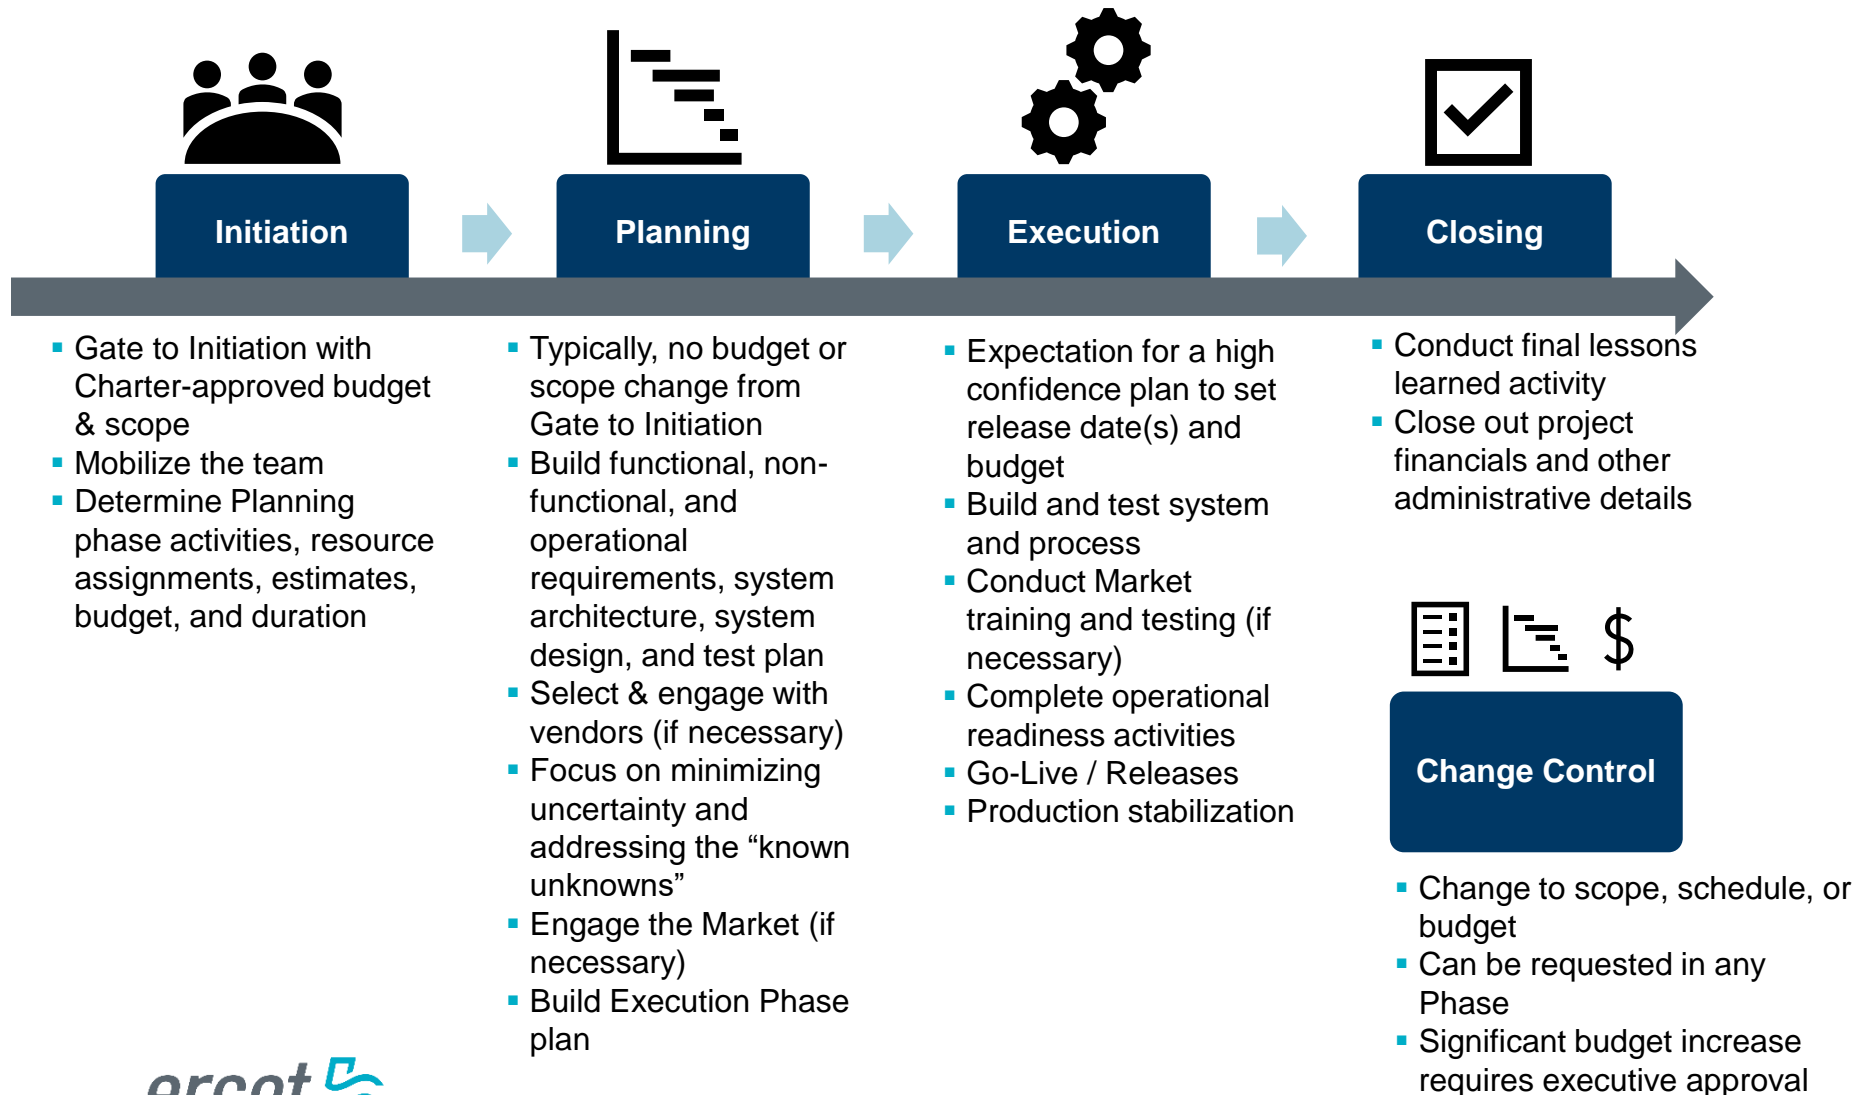 Initiation
Planning
Execution
Closing
Gate to Initiation with
Charter-approved budget
& scope
Mobilize the team
Determine Planning
phase activities, resource
assignments, estimates,
budget, and duration
Typically, no budget or
scope change from
Gate to Initiation
Build functional, non-
functional, and
operational
requirements, system
architecture, system
design, and test plan
Select & engage with
vendors (if necessary)
Focus on minimizing
uncertainty and
addressing the “known
unknowns”
Engage the Market (if
necessary)
Build Execution Phase
plan
Expectation for a high
confidence plan to set
release date(s) and
budget
Build and test system
and process
Conduct Market
training and testing (if
necessary)
Complete operational
readiness activities
Go-Live / Releases
Production stabilization
Conduct final lessons
learned activity
Close out project
financials and other
administrative details
$
Change Control
Change to scope, schedule, or
budget
Can be requested in any
Phase
Significant budget increase
requires executive approval
ercot